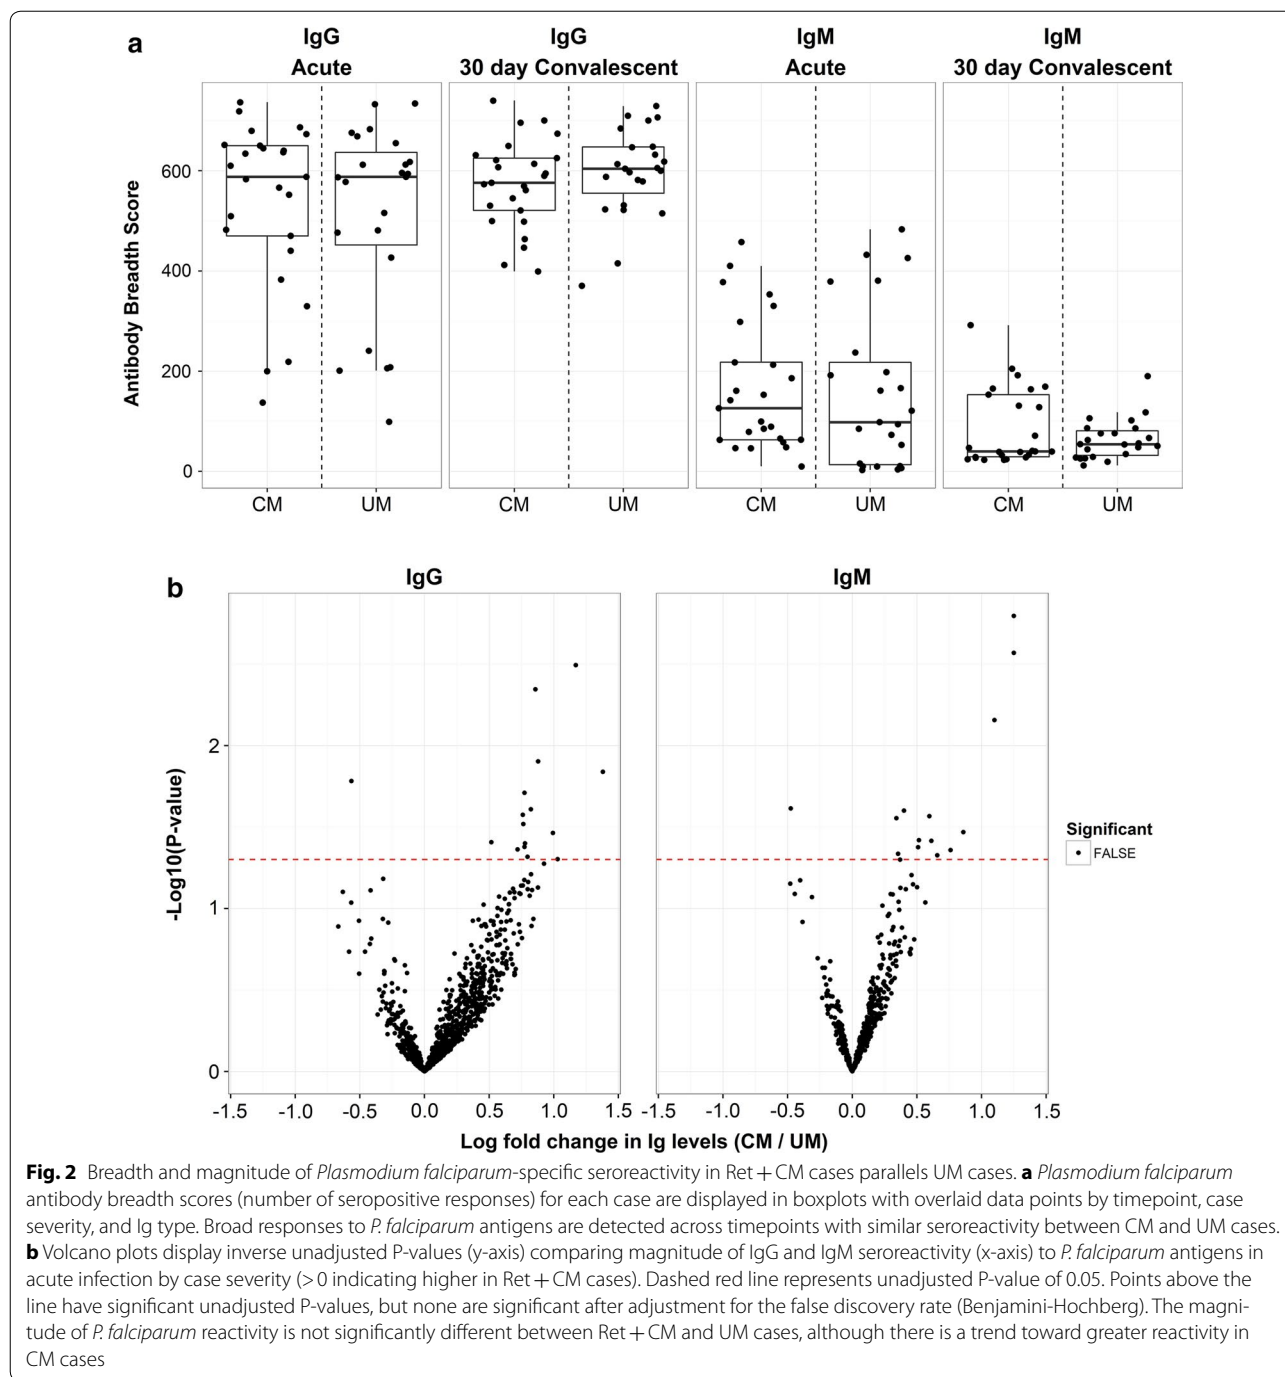 a
IgG IgG IgM IgM
Acute 30 day Convalescent Acute 30 day Convalescent
Antibody Breadth Score
600
400
200
0
CM UM CM UM CM UM CM UM
b
IgG IgM
-Log10(P-value)
2
1
0
Significant
FALSE
-1.5 -1.0 -0.5 0.0 0.5 1.0 1.5 -1.5 -1.0 -0.5 0.0 0.5 1.0 1.5
Log fold change in Ig levels (CM / UM)
Fig. 2 Breadth and magnitude of Plasmodium falciparum-specific seroreactivity in Ret + CM cases parallels UM cases. a Plasmodium falciparum
antibody breadth scores (number of seropositive responses) for each case are displayed in boxplots with overlaid data points by timepoint, case
severity, and Ig type. Broad responses to P. falciparum antigens are detected across timepoints with similar seroreactivity between CM and UM cases.
b Volcano plots display inverse unadjusted P-values (y-axis) comparing magnitude of IgG and IgM seroreactivity (x-axis) to P. falciparum antigens in
acute infection by case severity (> 0 indicating higher in Ret + CM cases). Dashed red line represents unadjusted P-value of 0.05. Points above the
line have significant unadjusted P-values, but none are significant after adjustment for the false discovery rate (Benjamini-Hochberg). The magni-
tude of P. falciparum reactivity is not significantly different between Ret + CM and UM cases, although there is a trend toward greater reactivity in
CM cases